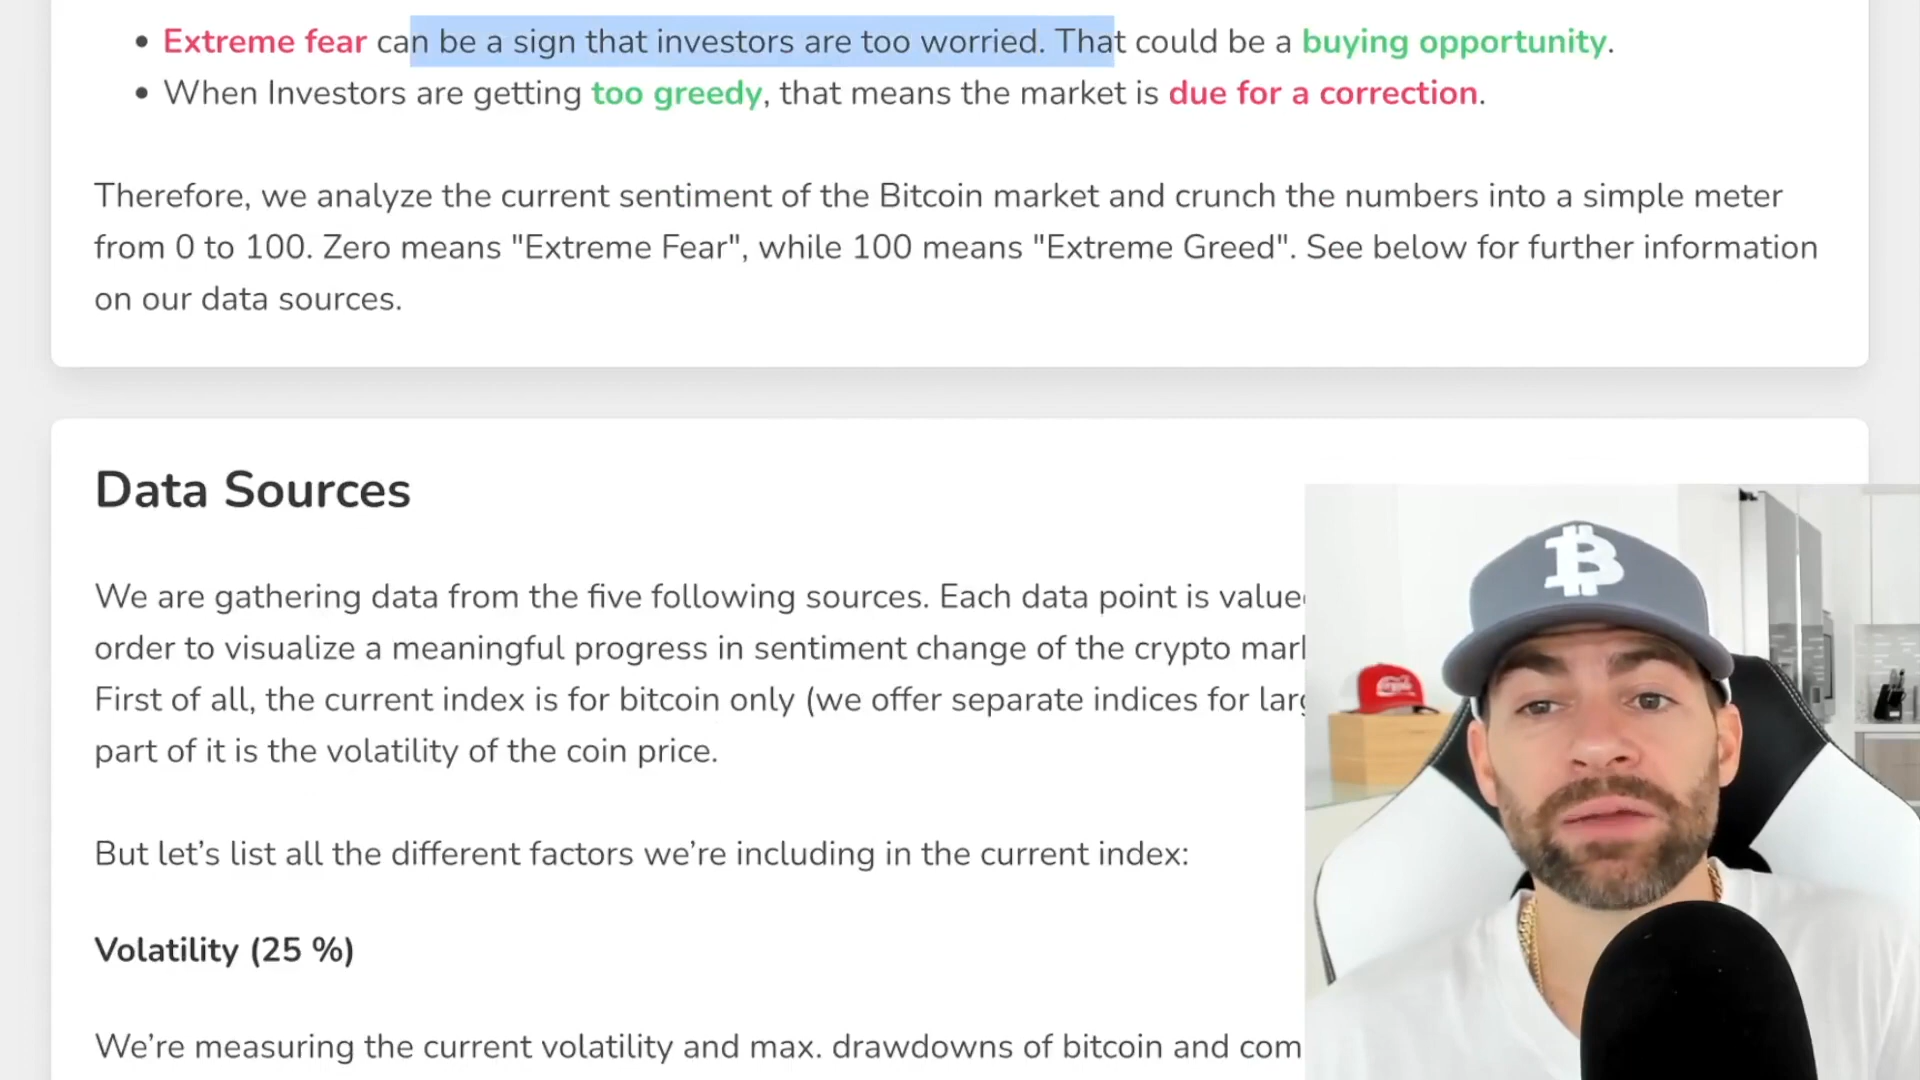 Extreme fear can be a sign that investors are too worried. That could be a buying opportunity.
When Investors are getting too greedy, that means the market is due for a correction.
Therefore, we analyze the current sentiment of the Bitcoin market and crunch the numbers into a simple meter
from 0 to 100. Zero means "Extreme Fear", while 100 means "Extreme Greed". See below for further information
on our data sources.
Data Sources
We are gathering data from the five following sources. Each data point is value
order to visualize a meaningful progress in sentiment change of the crypto mar
First of all, the current index is for bitcoin only (we offer separate indices for lar
part of it is the volatility of the coin price.
But let’s list all the different factors we’re including in the current index:
Volatility (25 %)
We’re measuring the current volatility and max. drawdowns of bitcoin and com